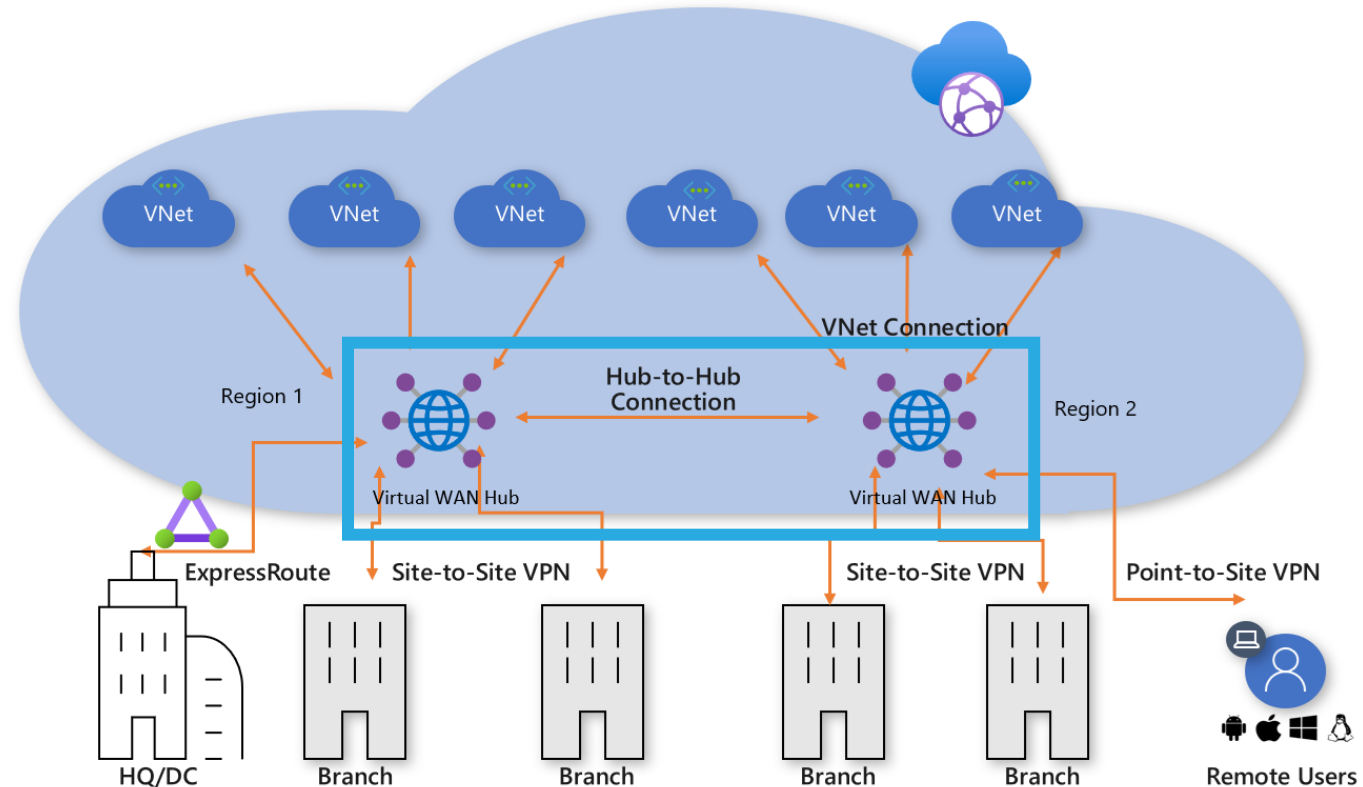 VNet
VNet
VNet
VNet
VNet
VNet
VNet Connection
Hub-to-Hub
Connection
Region 1
Region 2
Virtual WAN Hub
Virtual WAN Hub
ExpressRoute
Site-to-Site VPN
Site-to-Site VPN
Point-to-Site VPN
HQ/DC
Branch
Branch
Branch
Branch
Remote Users